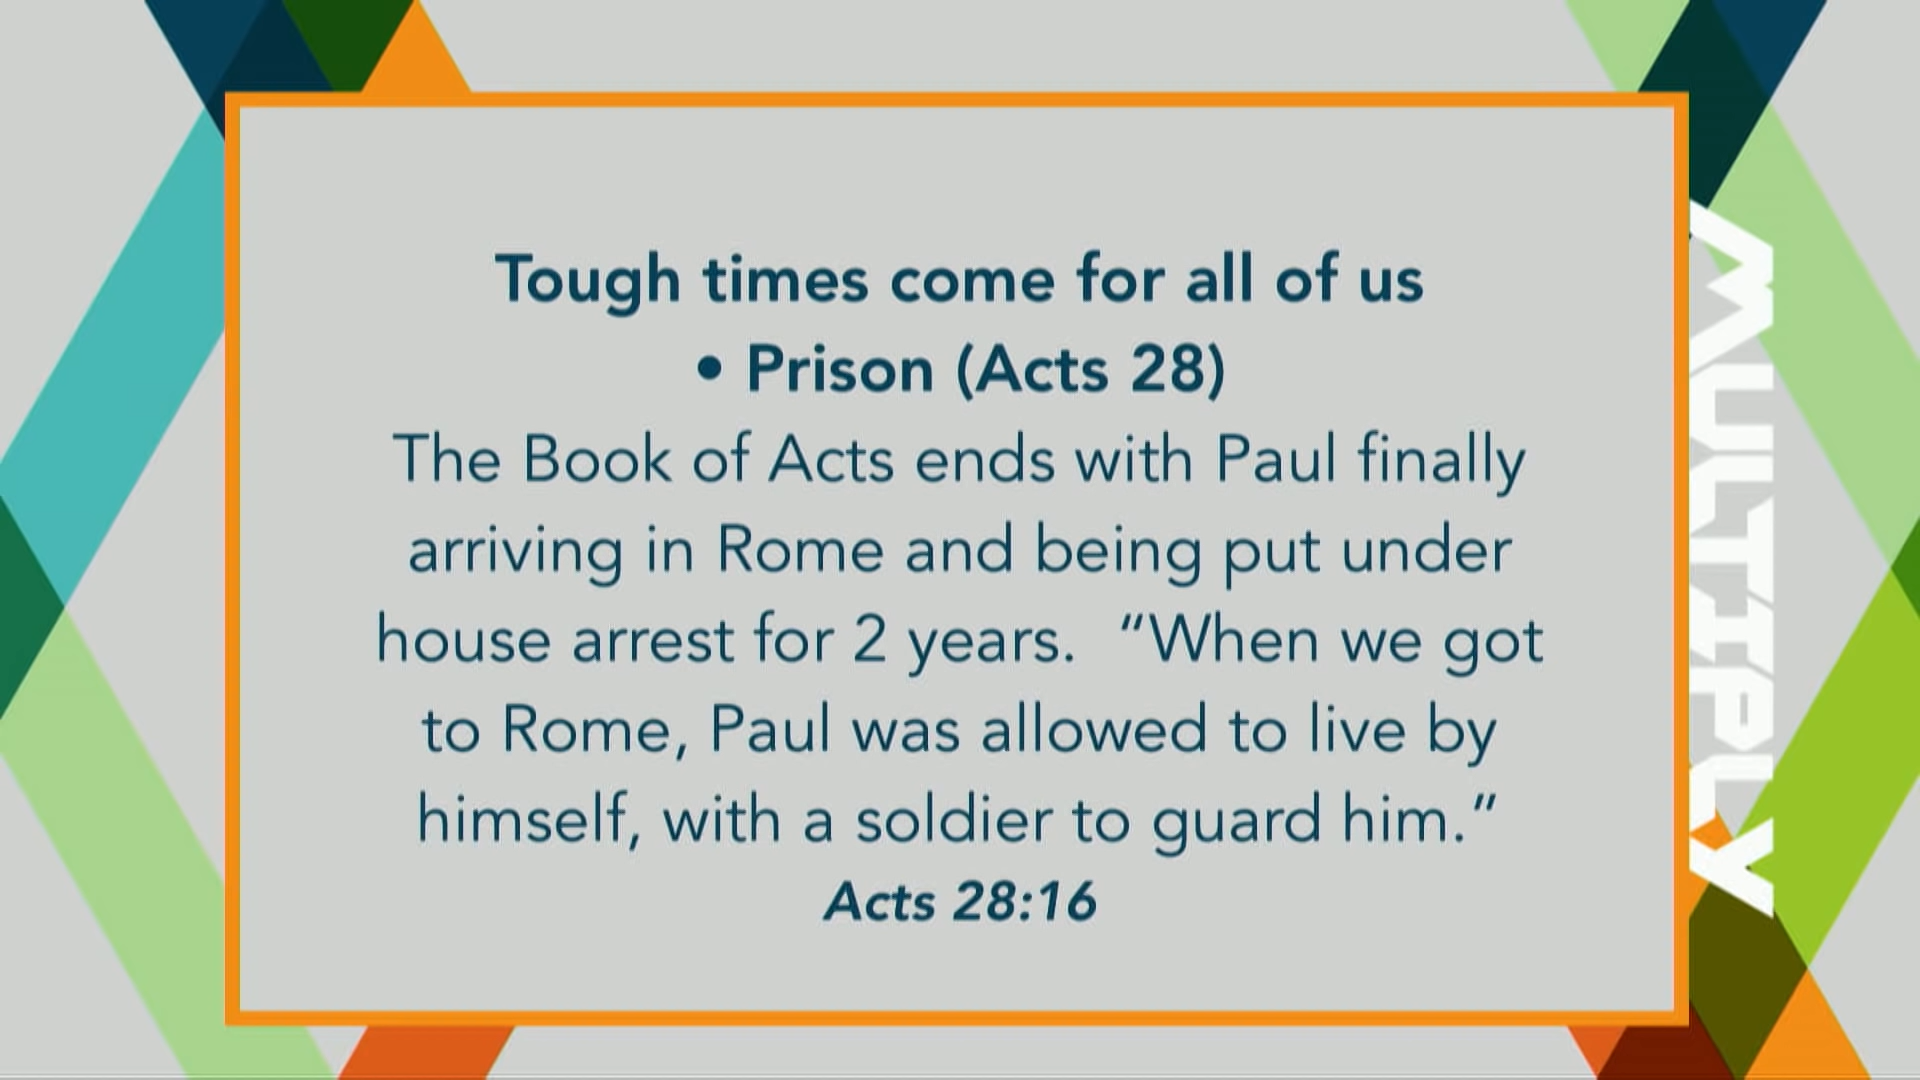 Tough times come for all of us
• Prison (Acts 28)
The Book of Acts ends with Paul finally
arriving in Rome and being put under
house arrest for 2 years.  “When we got
to Rome, Paul was allowed to live by
himself, with a soldier to guard him.”
Acts 28:16
MULTIPLY